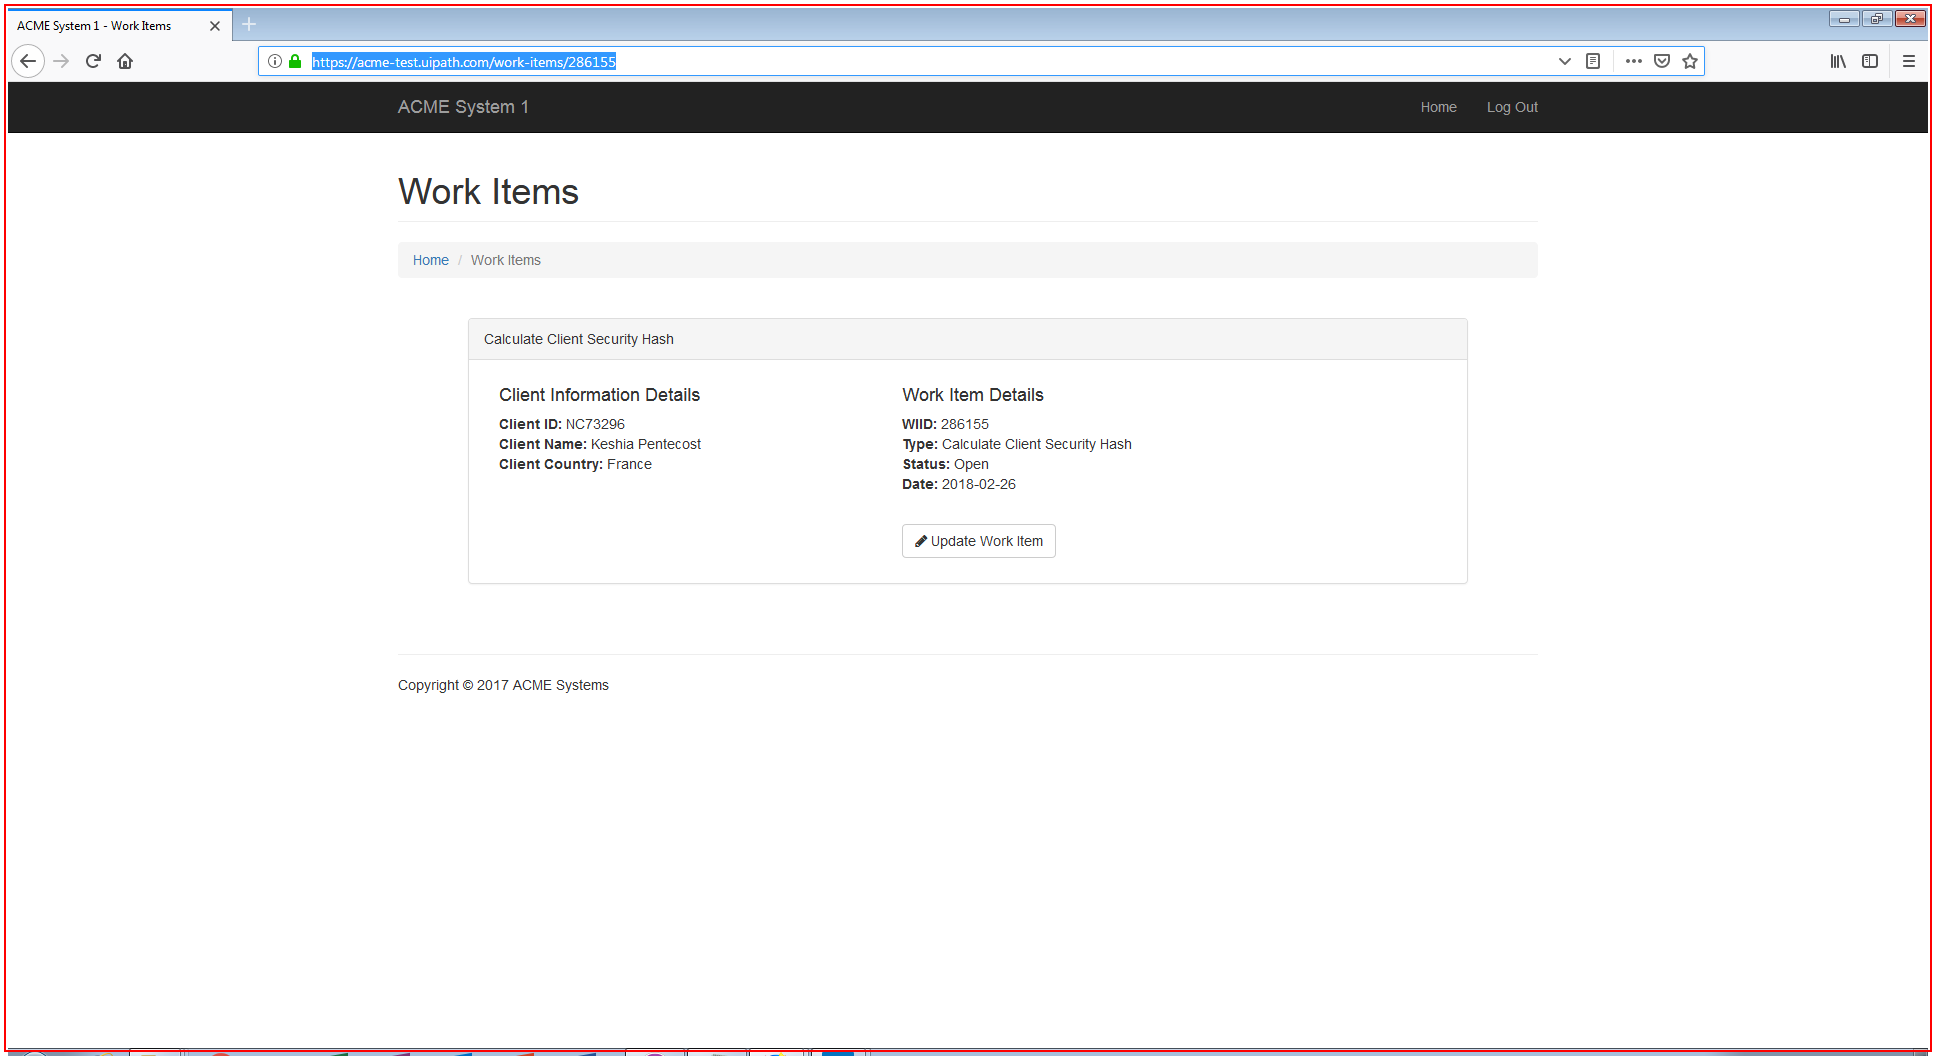 ACME System 1 - Work Items
https://acme-test.uipath.com/work-items/286155
ACME System 1 Home Log Out
Work Items
Home / Work Items
Calculate Client Security Hash
Client Information Details
Client ID: NC73296
Client Name: Keshia Pentecost
Client Country: France
Work Item Details
WIID: 286155
Type: Calculate Client Security Hash
Status: Open
Date: 2018-02-26
Update Work Item
Copyright © 2017 ACME Systems